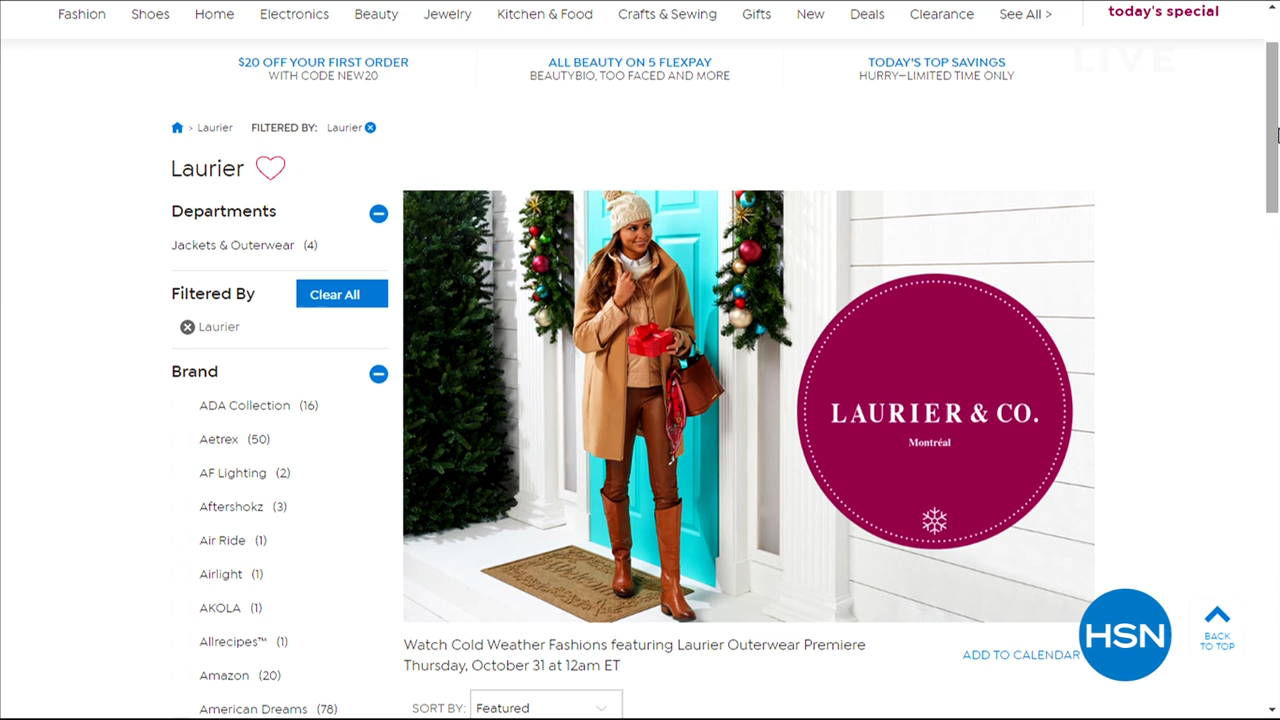 Fashion Shoes Home Electronics Beauty Jewelry Kitchen & Food Crafts & Sewing Gifts New Deals Clearance See All > today's special
LIVE
$20 OFF YOUR FIRST ORDER
WITH CODE NEW20
ALL BEAUTY ON 5 FLEXPAY
BEAUTYBIO, TOO FACED AND MORE
TODAY'S TOP SAVINGS
HURRY—LIMITED TIME ONLY
> Laurier FILTERED BY: Laurier
Laurier
Departments
Jackets & Outerwear (4)
Filtered By Clear All
Laurier
Brand
ADA Collection (16)
Aetrex (50)
AF Lighting (2)
Aftershokz (3)
Air Ride (1)
Airlight (1)
AKOLA (1)
Allrecipes™ (1)
Amazon (20)
American Dreams (78)
LAURIER & CO.
Montréal
Watch Cold Weather Fashions featuring Laurier Outerwear Premiere
Thursday, October 31 at 12am ET
ADD TO CALENDAR
SORT BY: Featured
HSN
BACK
TO TOP